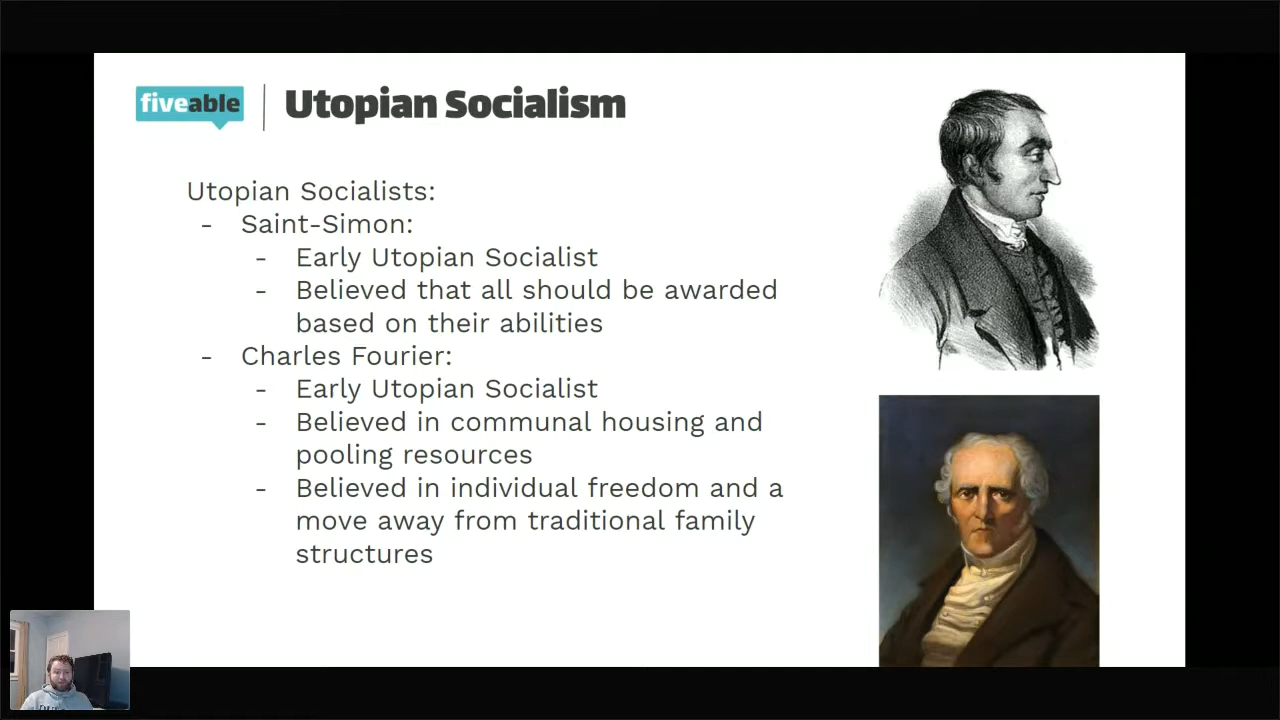 fiveable
Utopian Socialism
Utopian Socialists:
- Saint-Simon:
- Early Utopian Socialist
- Believed that all should be awarded
based on their abilities
- Charles Fourier:
- Early Utopian Socialist
- Believed in communal housing and
pooling resources
- Believed in individual freedom and a
move away from traditional family
structures